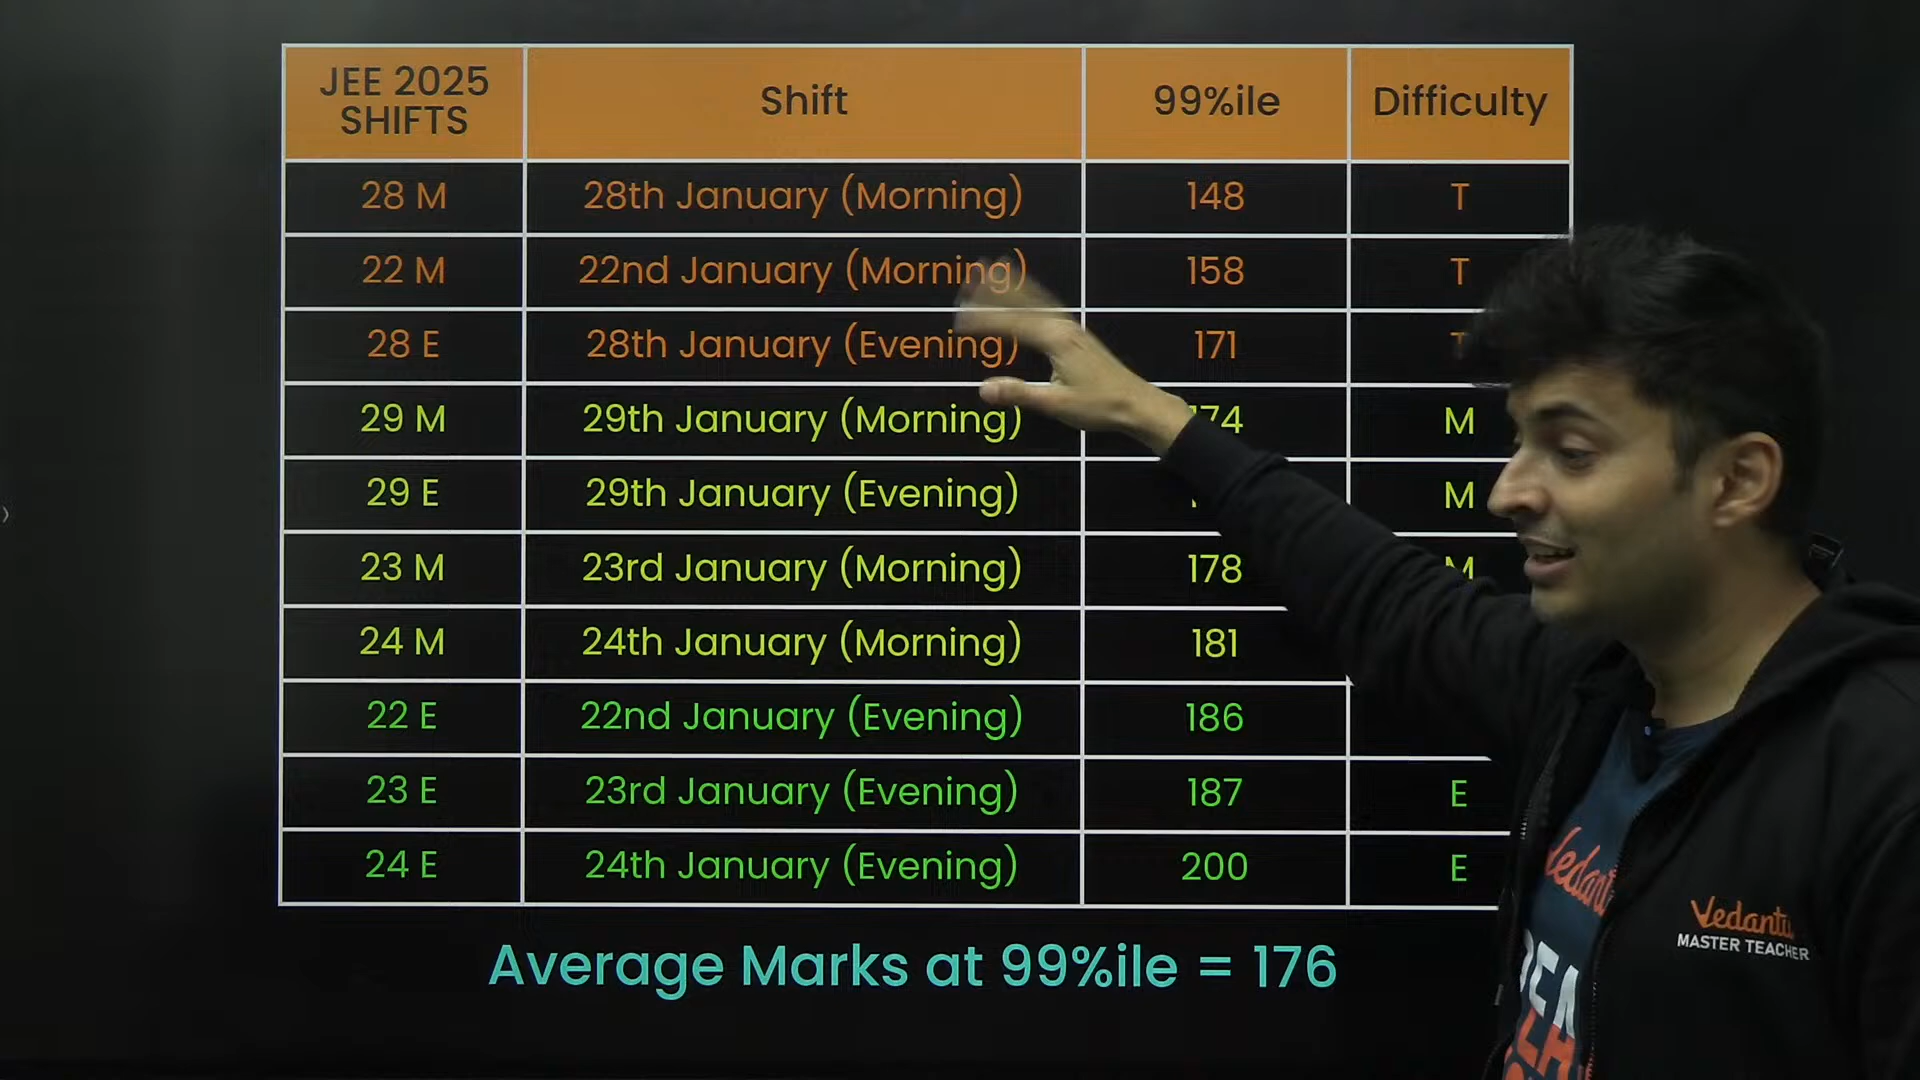 JEE 2025 SHIFTS Shift 99%ile Difficulty
28 M 28th January (Morning) 148 T
22 M 22nd January (Morning) 158 T
28 E 28th January (Evening) 171
29 M 29th January (Morning) 174 M
29 E 29th January (Evening) M
23 M 23rd January (Morning) 178 M
24 M 24th January (Morning) 181
22 E 22nd January (Evening) 186
23 E 23rd January (Evening) 187 E
24 E 24th January (Evening) 200 E
Average Marks at 99%ile = 176
Vedantu
MASTER TEACHER